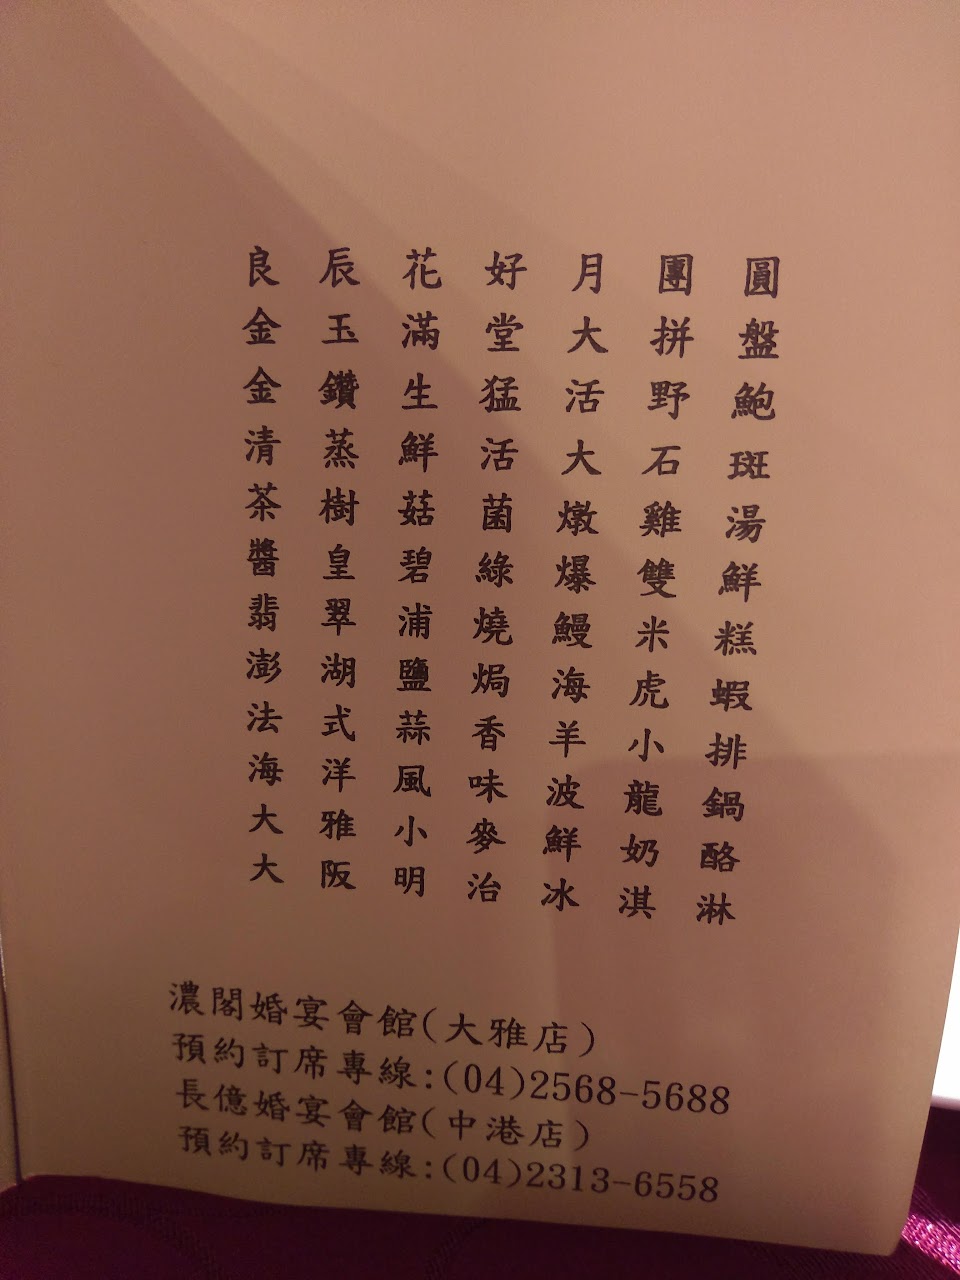 良辰花好月團圓
金玉滿堂大拼盤
金鑽生猛活野鮑
清蒸鮮活大石斑
茶樹菇菌燉雞湯
醬皇碧綠爆雙鮮
翡翠浦燒鰻米糕
澎湖鹽焗海虎蝦
法式蒜香羊小排
海洋風味波龍鍋
大雅小麥鮮奶酪
大阪明治冰淇淋
濃閣婚宴會館(大雅店)
預約訂席專線:(04)2568-5688
長億婚宴會館(中港店)
預約訂席專線:(04)2313-6558